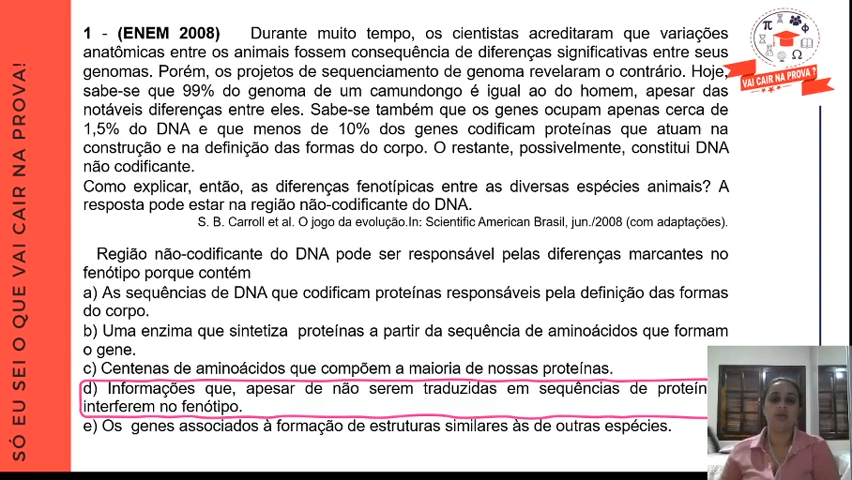 SÓ EU SEI O QUE VAI CAIR NA PROVA!
1 - (ENEM 2008) Durante muito tempo, os cientistas acreditaram que variações
anatômicas entre os animais fossem consequência de diferenças significativas entre seus
genomas. Porém, os projetos de sequenciamento de genoma revelaram o contrário. Hoje,
sabe-se que 99% do genoma de um camundongo é igual ao do homem, apesar das
notáveis diferenças entre eles. Sabe-se também que os genes ocupam apenas cerca de
1,5% do DNA e que menos de 10% dos genes codificam proteínas que atuam na
construção e na definição das formas do corpo. O restante, possivelmente, constitui DNA
não codificante.
Como explicar, então, as diferenças fenotípicas entre as diversas espécies animais? A
resposta pode estar na região não-codificante do DNA.
S. B. Carroll et al. O jogo da evolução.In: Scientific American Brasil, jun./2008 (com adaptações).
Região não-codificante do DNA pode ser responsável pelas diferenças marcantes no
fenótipo porque contém
a) As sequências de DNA que codificam proteínas responsáveis pela definição das formas
do corpo.
b) Uma enzima que sintetiza proteínas a partir da sequência de aminoácidos que formam
o gene.
c) Centenas de aminoácidos que compõem a maioria de nossas proteínas.
d) Informações que, apesar de não serem traduzidas em sequências de proteín
interferem no fenótipo.
e) Os genes associados à formação de estruturas similares às de outras espécies.
VAI CAIR NA PROVA?